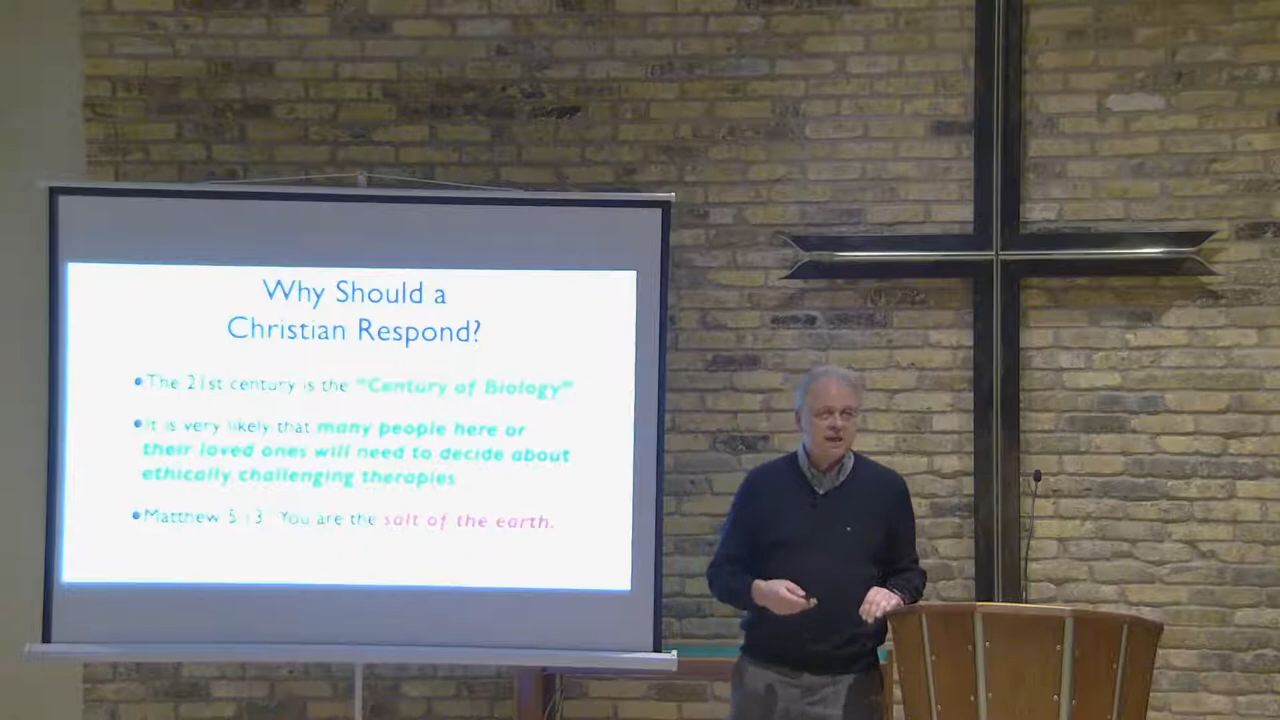 Why Should a
Christian Respond?
•The 21st century is the "Century of Biology"
•It is very likely that many people here or
their loved ones will need to decide about
ethically challenging therapies
•Matthew 5:13 "You are the salt of the earth.